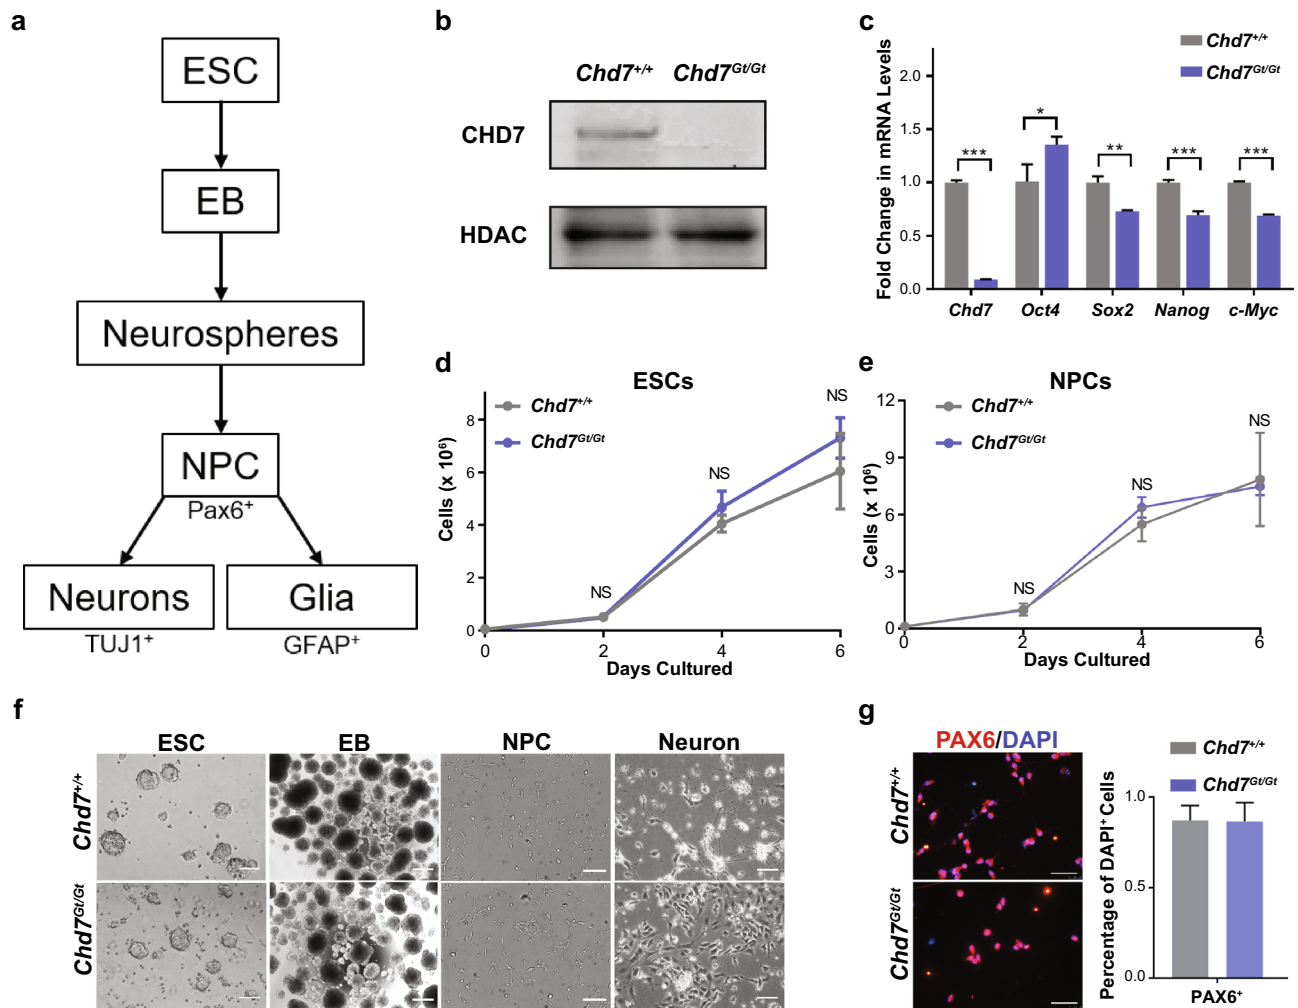 a
ESC
EB
Neurospheres
NPC
Pax6⁺
Neurons
Glia
TUJ1⁺
GFAP⁺
b
Chd7⁺/⁺ Chd7ᴳᵗ/ᴳᵗ
CHD7
HDAC
c
Chd7⁺/⁺
Chd7ᴳᵗ/ᴳᵗ
Fold Change in mRNA Levels
2.0
1.5
1.0
0.5
0.0
***
*
**
***
***
Chd7 Oct4 Sox2 Nanog c-Myc
d
ESCs
Chd7⁺/⁺
Chd7ᴳᵗ/ᴳᵗ
Cells (x 10⁶)
8
6
4
2
0
NS
NS
NS
0 2 4 6
Days Cultured
e
NPCs
Chd7⁺/⁺
Chd7ᴳᵗ/ᴳᵗ
Cells (x 10⁶)
12
9
6
3
0
NS
NS
NS
0 2 4 6
Days Cultured
f
ESC EB NPC Neuron
Chd7⁺/⁺
Chd7ᴳᵗ/ᴳᵗ
g
PAX6/DAPI
Chd7⁺/⁺
Chd7ᴳᵗ/ᴳᵗ
Chd7⁺/⁺
Chd7ᴳᵗ/ᴳᵗ
Percentage of DAPI⁺ Cells
1.0
0.5
0.0
PAX6⁺